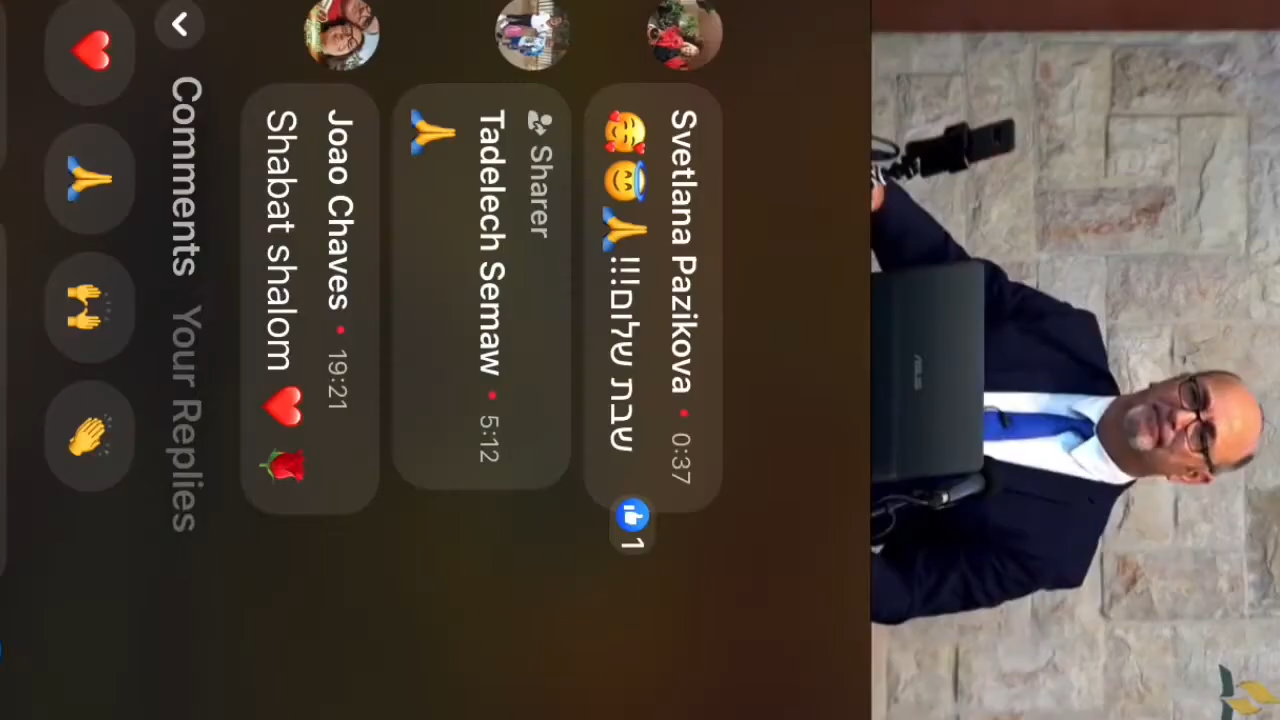 Svetlana Pazikova • 0:37
🥰😇🙏!!!שבת שלום
1
Sharer
Tadelech Semaw • 5:12
🙏
Joao Chaves • 19:21
Shabat shalom ❤️🌹
Comments Your Replies
ASUS